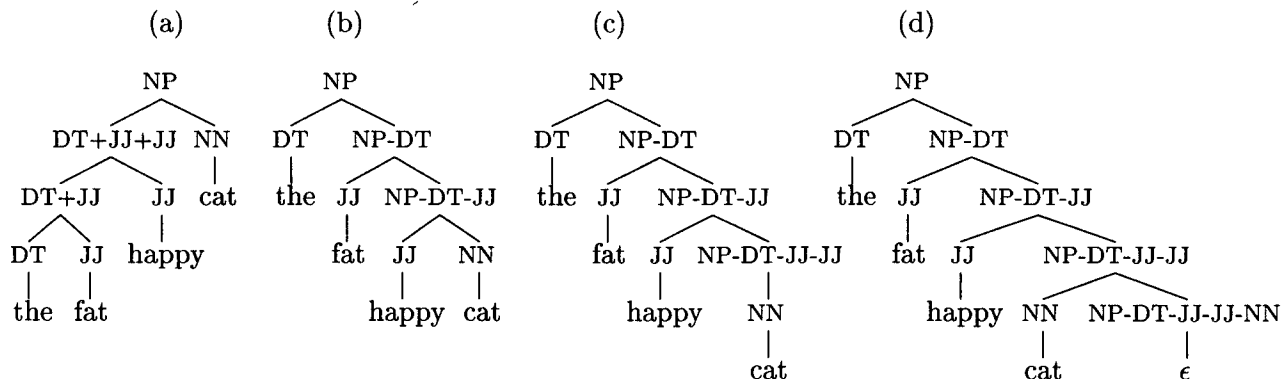 (a) (b) (c) (d)
NP NP NP NP
DT+JJ+JJ NN DT NP-DT DT NP-DT DT NP-DT
DT+JJ JJ cat the JJ NP-DT-JJ the JJ NP-DT-JJ the JJ NP-DT-JJ
DT JJ happy fat JJ NN fat JJ NP-DT-JJ-JJ fat JJ NP-DT-JJ-JJ
the fat happy cat happy NN happy NN NP-DT-JJ-JJ-NN
cat cat ϵ